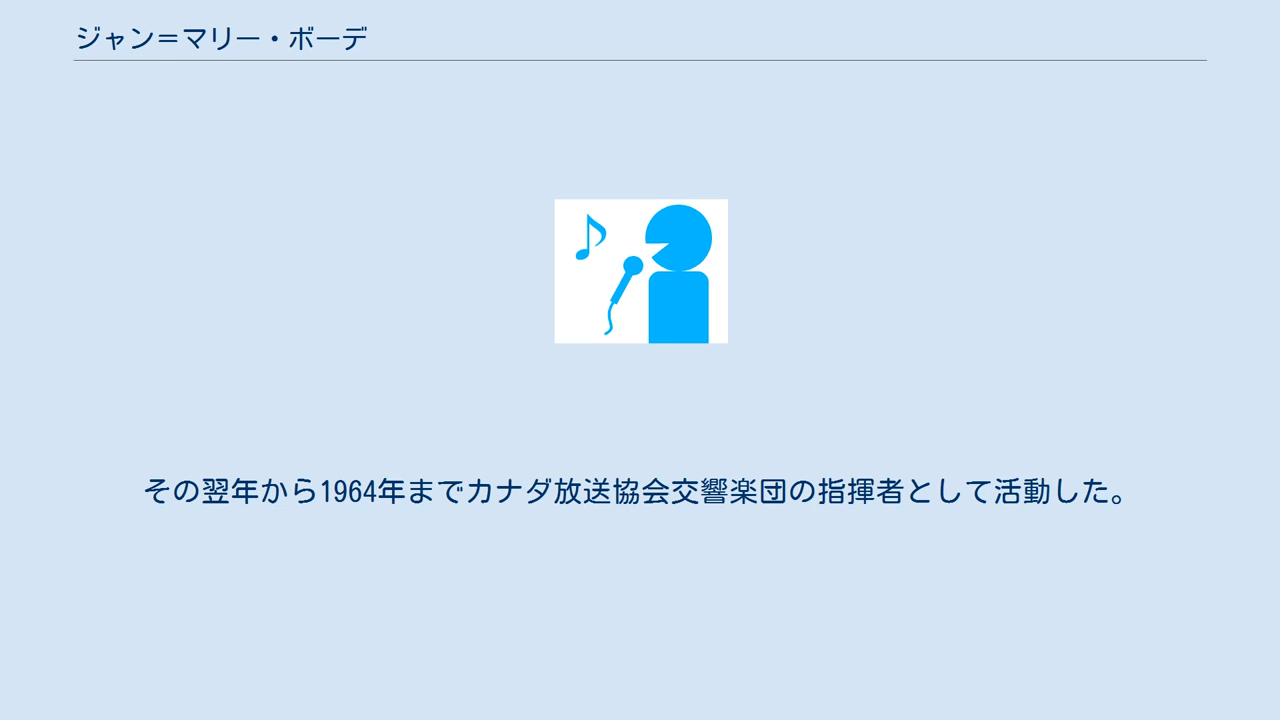 ジャン＝マリー・ボーデ
その翌年から1964年までカナダ放送協会交響楽団の指揮者として活動した。